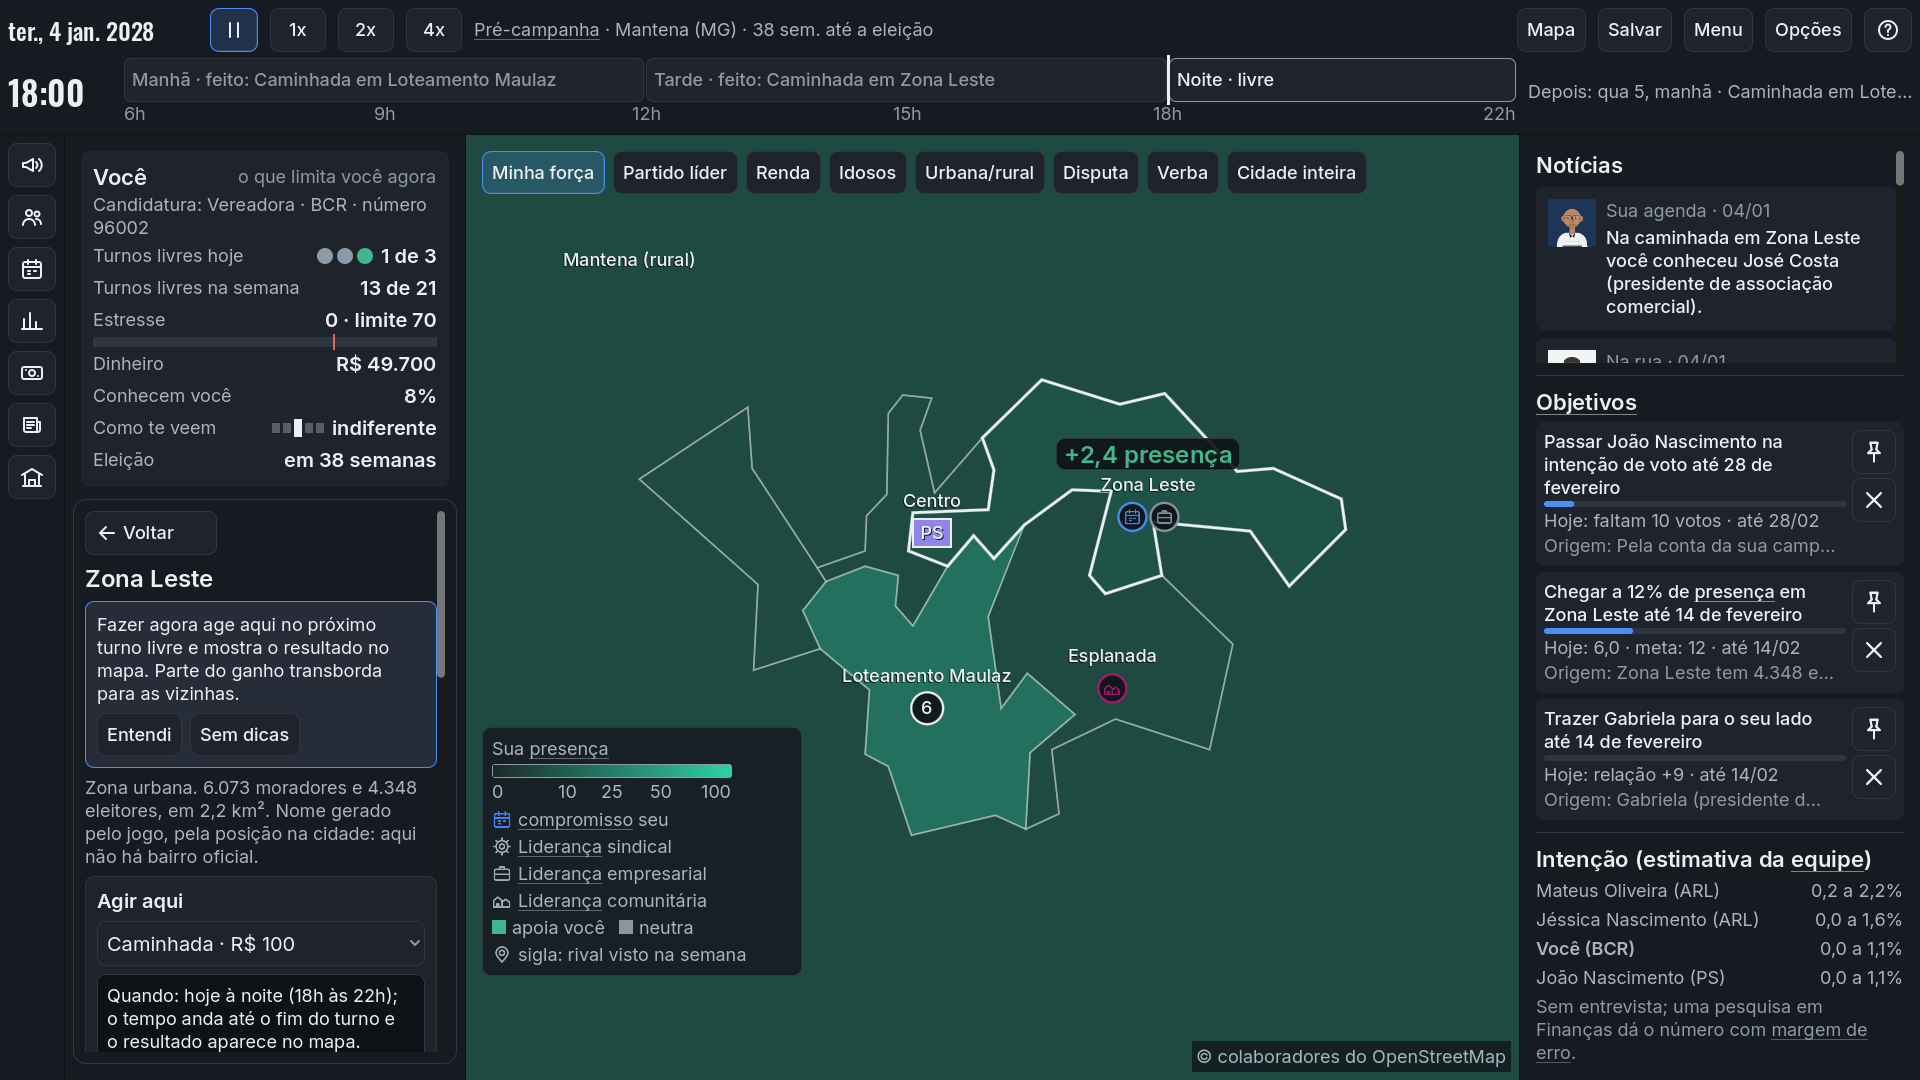 ter., 4 jan. 2028
1x
2x
4x
Pré-campanha · Mantena (MG) · 38 sem. até a eleição
Mapa
Salvar
Menu
Opções
18:00
Manhã · feito: Caminhada em Loteamento Maulaz
Tarde · feito: Caminhada em Zona Leste
Noite · livre
Depois: qua 5, manhã · Caminhada em Lote...
6h
9h
12h
15h
18h
22h
Você
o que limita você agora
Candidatura: Vereadora · BCR · número
96002
Turnos livres hoje
1 de 3
Turnos livres na semana
13 de 21
Estresse
0 · limite 70
Dinheiro
R$ 49.700
Conhecem você
8%
Como te veem
indiferente
Eleição
em 38 semanas
Voltar
Zona Leste
Fazer agora age aqui no próximo
turno livre e mostra o resultado no
mapa. Parte do ganho transborda
para as vizinhas.
Entendi
Sem dicas
Zona urbana. 6.073 moradores e 4.348
eleitores, em 2,2 km². Nome gerado
pelo jogo, pela posição na cidade: aqui
não há bairro oficial.
Agir aqui
Caminhada · R$ 100
Quando: hoje à noite (18h às 22h);
o tempo anda até o fim do turno e
o resultado aparece no mapa.
Minha força
Partido líder
Renda
Idosos
Urbana/rural
Disputa
Verba
Cidade inteira
Mantena (rural)
+2,4 presença
Zona Leste
Centro
PS
Esplanada
Loteamento Maulaz
6
Sua presença
0
10
25
50
100
compromisso seu
Liderança sindical
Liderança empresarial
Liderança comunitária
apoia você
neutra
sigla: rival visto na semana
© colaboradores do OpenStreetMap
Notícias
Sua agenda · 04/01
Na caminhada em Zona Leste
você conheceu José Costa
(presidente de associação
comercial).
Na rua · 04/01
Objetivos
Passar João Nascimento na
intenção de voto até 28 de
fevereiro
Hoje: faltam 10 votos · até 28/02
Origem: Pela conta da sua camp...
Chegar a 12% de presença em
Zona Leste até 14 de fevereiro
Hoje: 6,0 · meta: 12 · até 14/02
Origem: Zona Leste tem 4.348 e...
Trazer Gabriela para o seu lado
até 14 de fevereiro
Hoje: relação +9 · até 14/02
Origem: Gabriela (presidente d...
Intenção (estimativa da equipe)
Mateus Oliveira (ARL)
0,2 a 2,2%
Jéssica Nascimento (ARL)
0,0 a 1,6%
Você (BCR)
0,0 a 1,1%
João Nascimento (PS)
0,0 a 1,1%
Sem entrevista; uma pesquisa em
Finanças dá o número com margem de
erro.